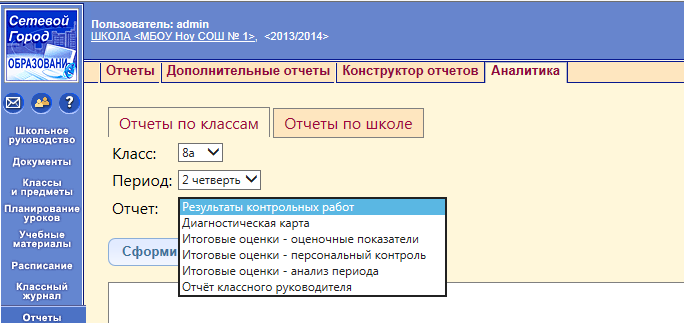 Сетевой
Город
ОБРАЗОВАНИ
Пользователь: admin
ШКОЛА <МБОУ Ноу СОШ № 1>, <2013/2014>
Отчеты
Дополнительные отчеты
Конструктор отчетов
Аналитика
?
Школьное
руководство
Документы
Классы
и предметы
Планирование
уроков
Учебные
материалы
Расписание
Классный
журнал
Отчеты
Отчеты по классам
Отчеты по школе
Класс:
8а
Период:
2 четверть
Отчет:
Результаты контрольных работ
Диагностическая карта
Итоговые оценки - оценочные показатели
Итоговые оценки - персональный контроль
Итоговые оценки - анализ периода
Отчёт классного руководителя
Сформи